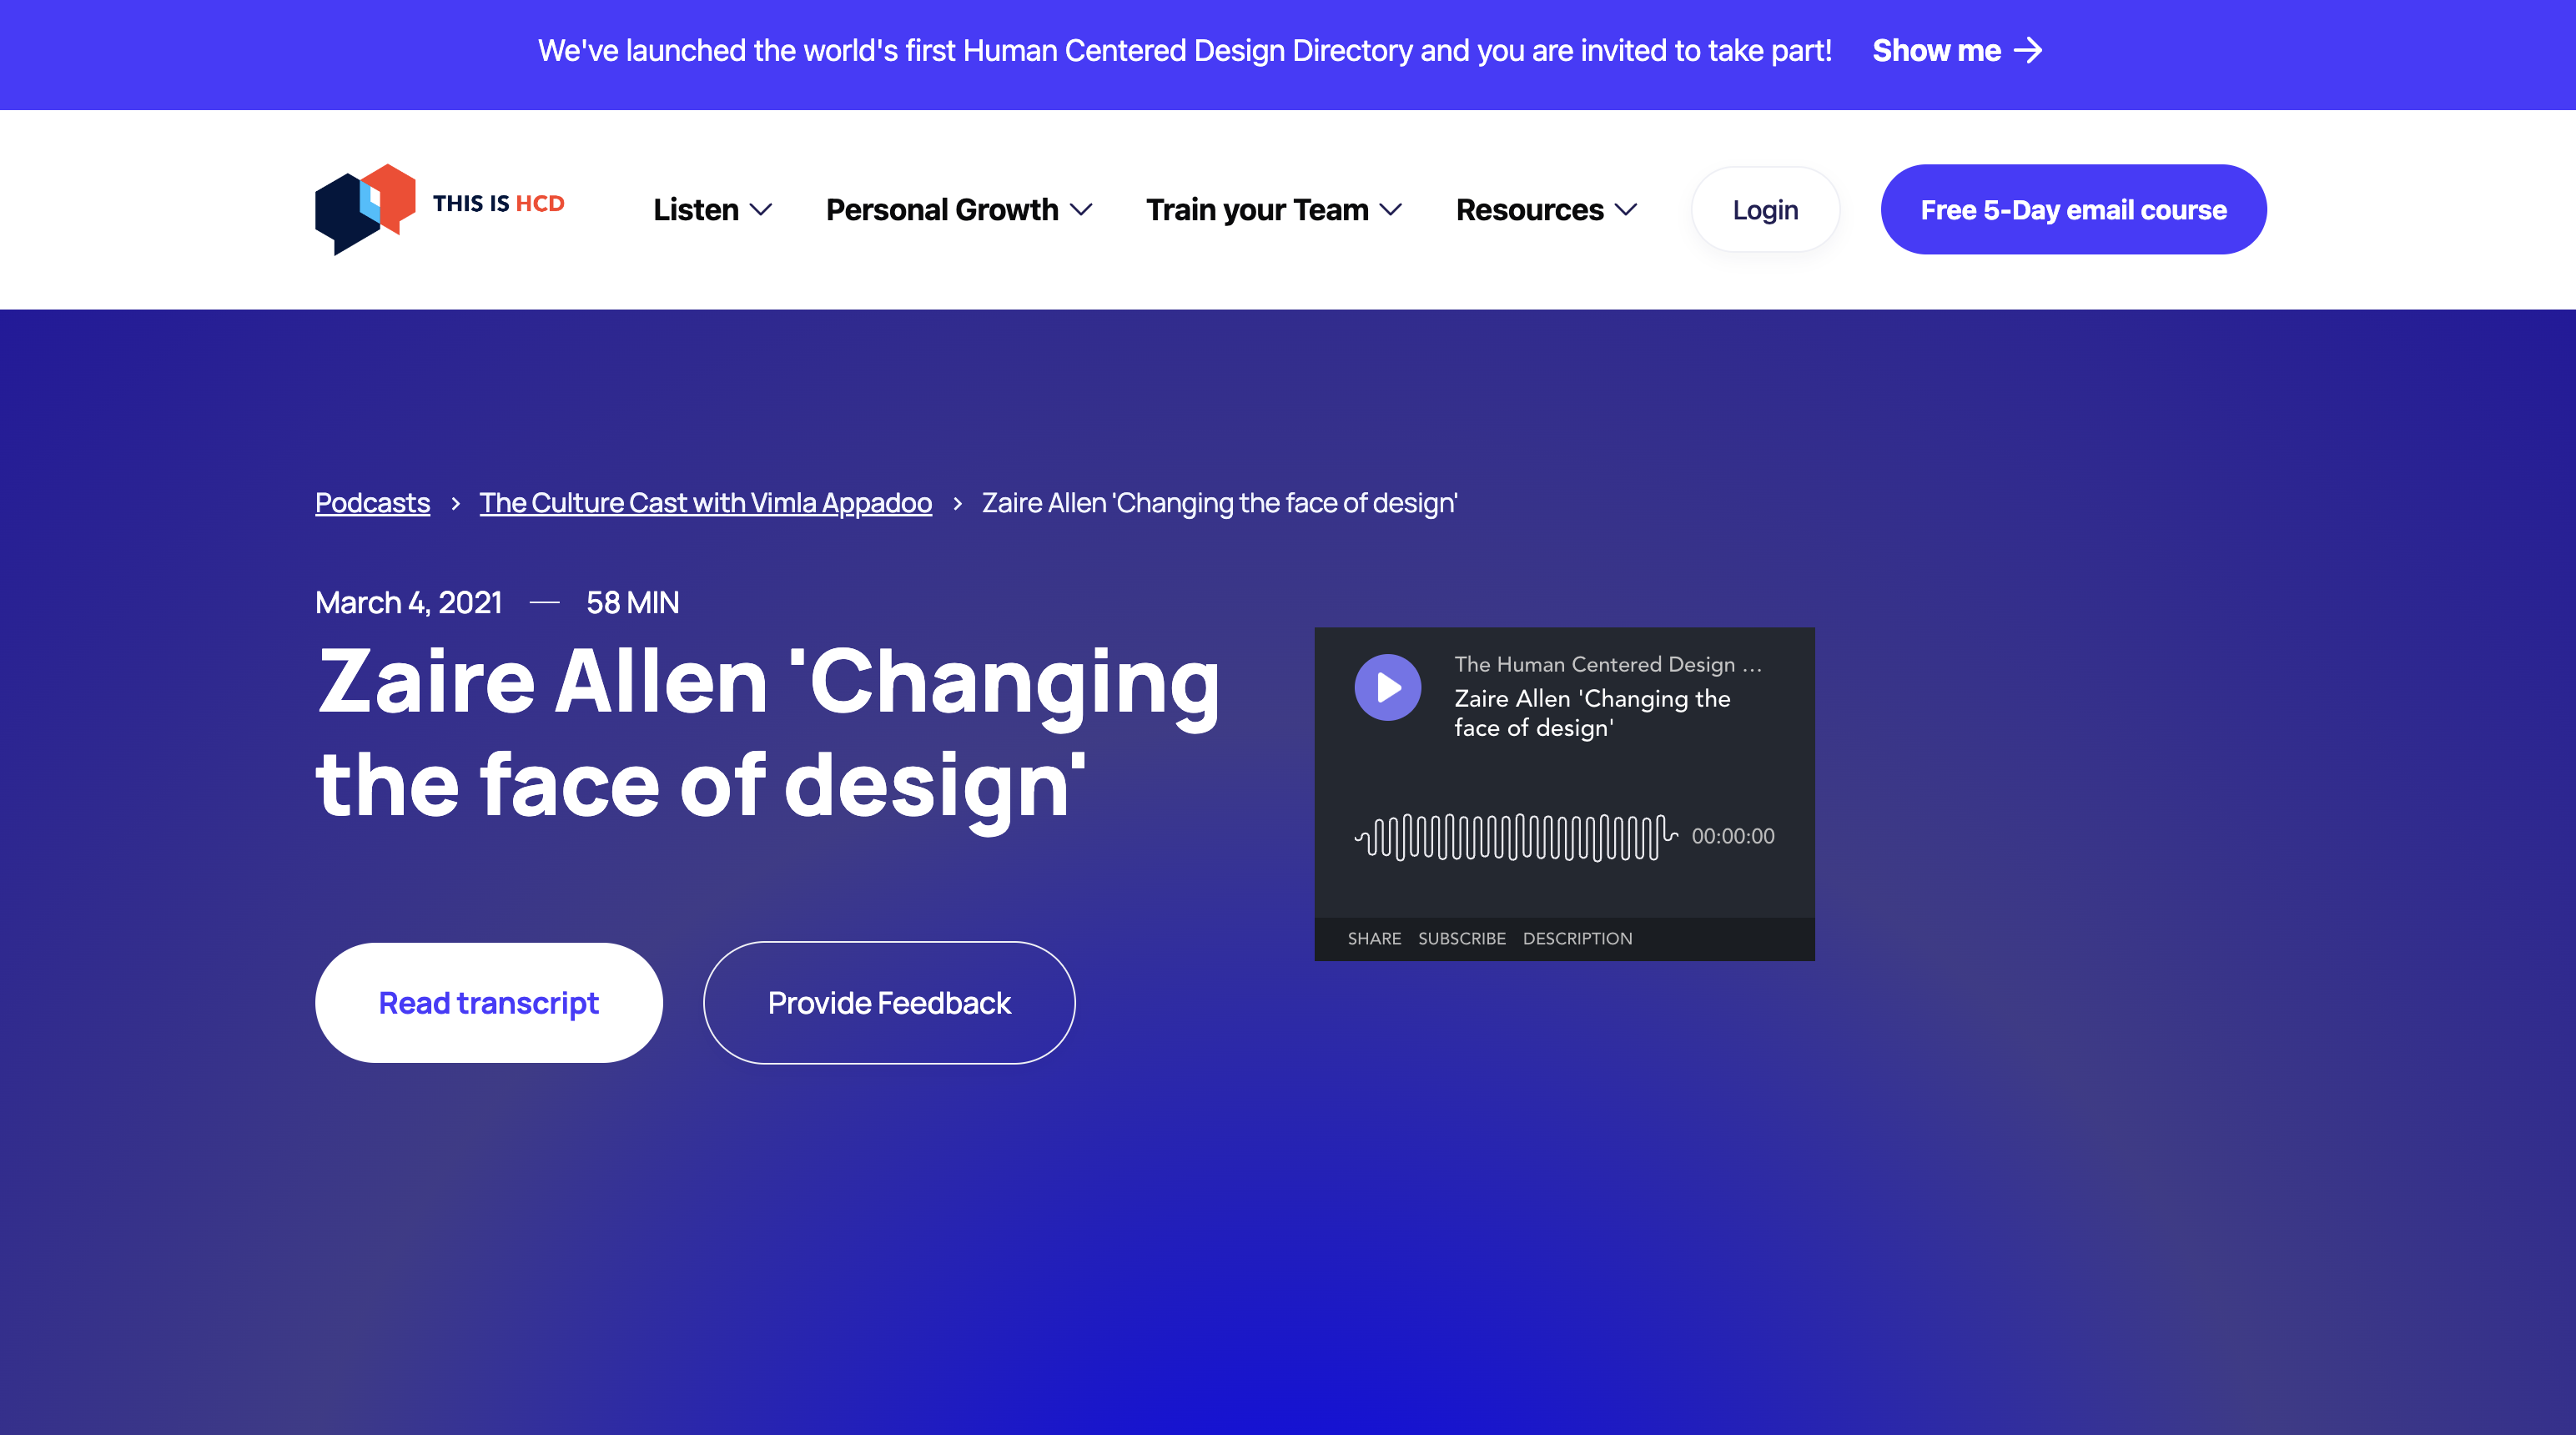 We've launched the world's first Human Centered Design Directory and you are invited to take part! Show me
THIS IS HCD
Listen Personal Growth Train your Team Resources Login Free 5-Day email course
Podcasts > The Culture Cast with Vimla Appadoo > Zaire Allen 'Changing the face of design'
March 4, 2021 — 58 MIN
Zaire Allen 'Changing
the face of design'
Read transcript Provide Feedback
The Human Centered Design ...
Zaire Allen 'Changing the
face of design'
00:00:00
SHARE SUBSCRIBE DESCRIPTION